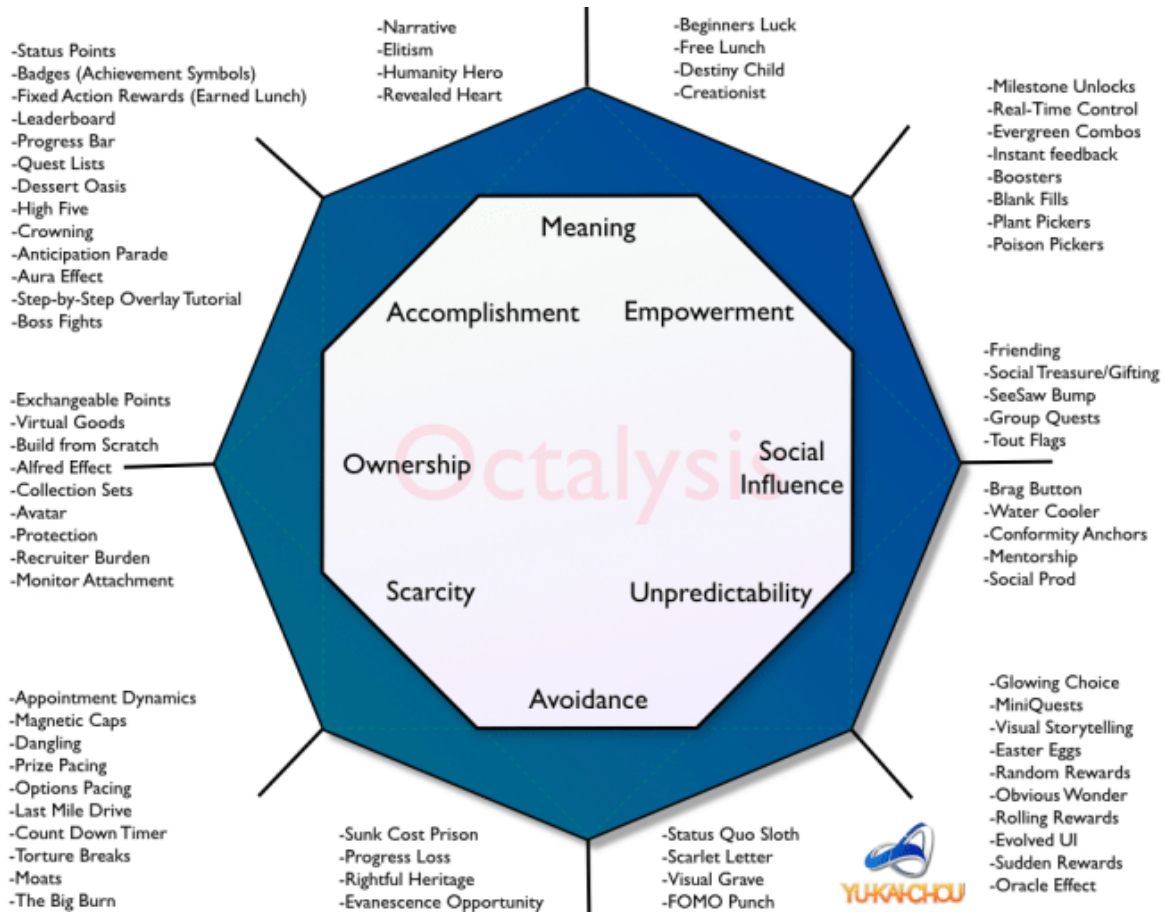 -Narrative
-Elitism
-Humanity Hero
-Revealed Heart
-Beginners Luck
-Free Lunch
-Destiny Child
-Creationist
-Status Points
-Badges (Achievement Symbols)
-Fixed Action Rewards (Earned Lunch)
-Leaderboard
-Progress Bar
-Quest Lists
-Dessert Oasis
-High Five
-Crowning
-Anticipation Parade
-Aura Effect
-Step-by-Step Overlay Tutorial
-Boss Fights
-Milestone Unlocks
-Real-Time Control
-Evergreen Combos
-Instant feedback
-Boosters
-Blank Fills
-Plant Pickers
-Poison Pickers
Meaning
Accomplishment
Empowerment
Ownership
Octalysis
Social
Influence
Scarcity
Unpredictability
Avoidance
-Exchangeable Points
-Virtual Goods
-Build from Scratch
-Alfred Effect
-Collection Sets
-Avatar
-Protection
-Recruiter Burden
-Monitor Attachment
-Friending
-Social Treasure/Gifting
-SeeSaw Bump
-Group Quests
-Tout Flags
-Brag Button
-Water Cooler
-Conformity Anchors
-Mentorship
-Social Prod
-Appointment Dynamics
-Magnetic Caps
-Dangling
-Prize Pacing
-Options Pacing
-Last Mile Drive
-Count Down Timer
-Torture Breaks
-Moats
-The Big Burn
-Sunk Cost Prison
-Progress Loss
-Rightful Heritage
-Evanescence Opportunity
-Status Quo Sloth
-Scarlet Letter
-Visual Grave
-FOMO Punch
-Glowing Choice
-MiniQuests
-Visual Storytelling
-Easter Eggs
-Random Rewards
-Obvious Wonder
-Rolling Rewards
-Evolved UI
-Sudden Rewards
-Oracle Effect
YU-KAI-CHOU